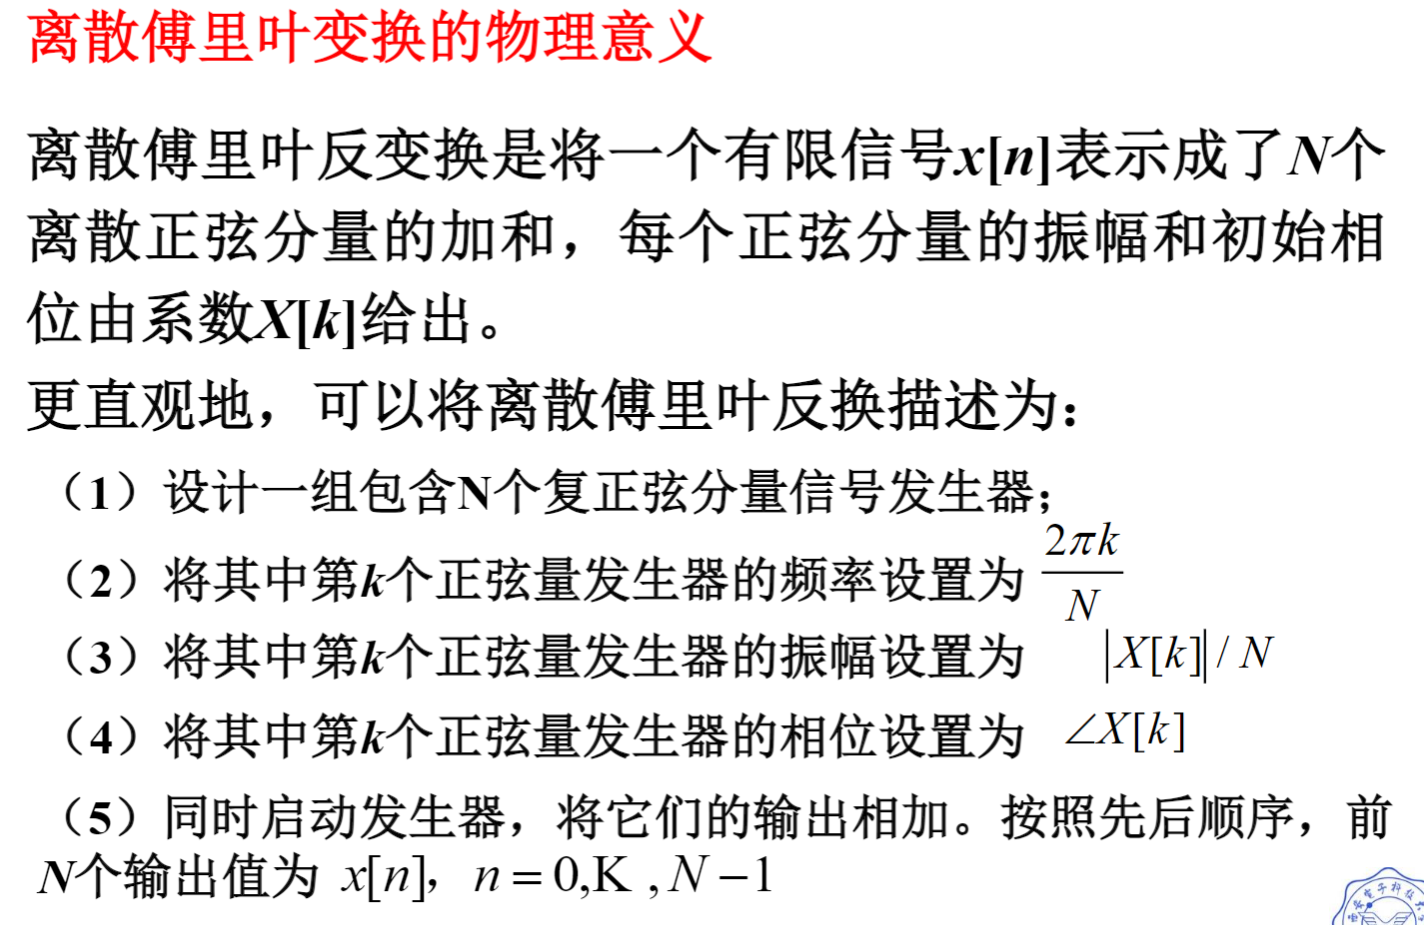 离散傅里叶变换的物理意义
离散傅里叶反变换是将一个有限信号x[n]表示成了N个
离散正弦分量的加和，每个正弦分量的振幅和初始相
位由系数X[k]给出。
更直观地，可以将离散傅里叶反换描述为：
（1）设计一组包含N个复正弦分量信号发生器；
（2）将其中第k个正弦量发生器的频率设置为 2πk/N
（3）将其中第k个正弦量发生器的振幅设置为 |X[k]| / N
（4）将其中第k个正弦量发生器的相位设置为 ∠X[k]
（5）同时启动发生器，将它们的输出相加。按照先后顺序，前
N个输出值为 x[n]， n = 0,K , N − 1